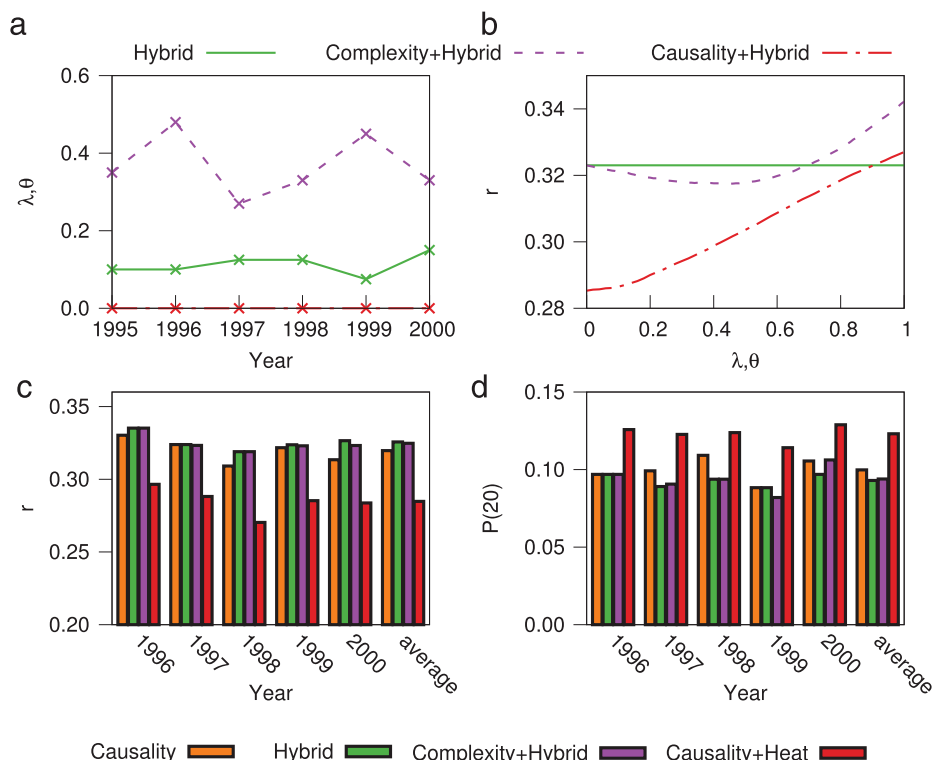 a
b
Hybrid
Complexity+Hybrid
Causality+Hybrid
0.6
0.4
0.2
0.0
λ,θ
1995
1996
1997
1998
1999
2000
Year
0.34
0.32
0.30
0.28
r
0
0.2
0.4
0.6
0.8
1
λ,θ
c
0.35
0.30
0.25
0.20
r
1996
1997
1998
1999
2000
average
Year
d
0.15
0.10
0.05
0.00
P(20)
1996
1997
1998
1999
2000
average
Year
Causality
Hybrid
Complexity+Hybrid
Causality+Heat